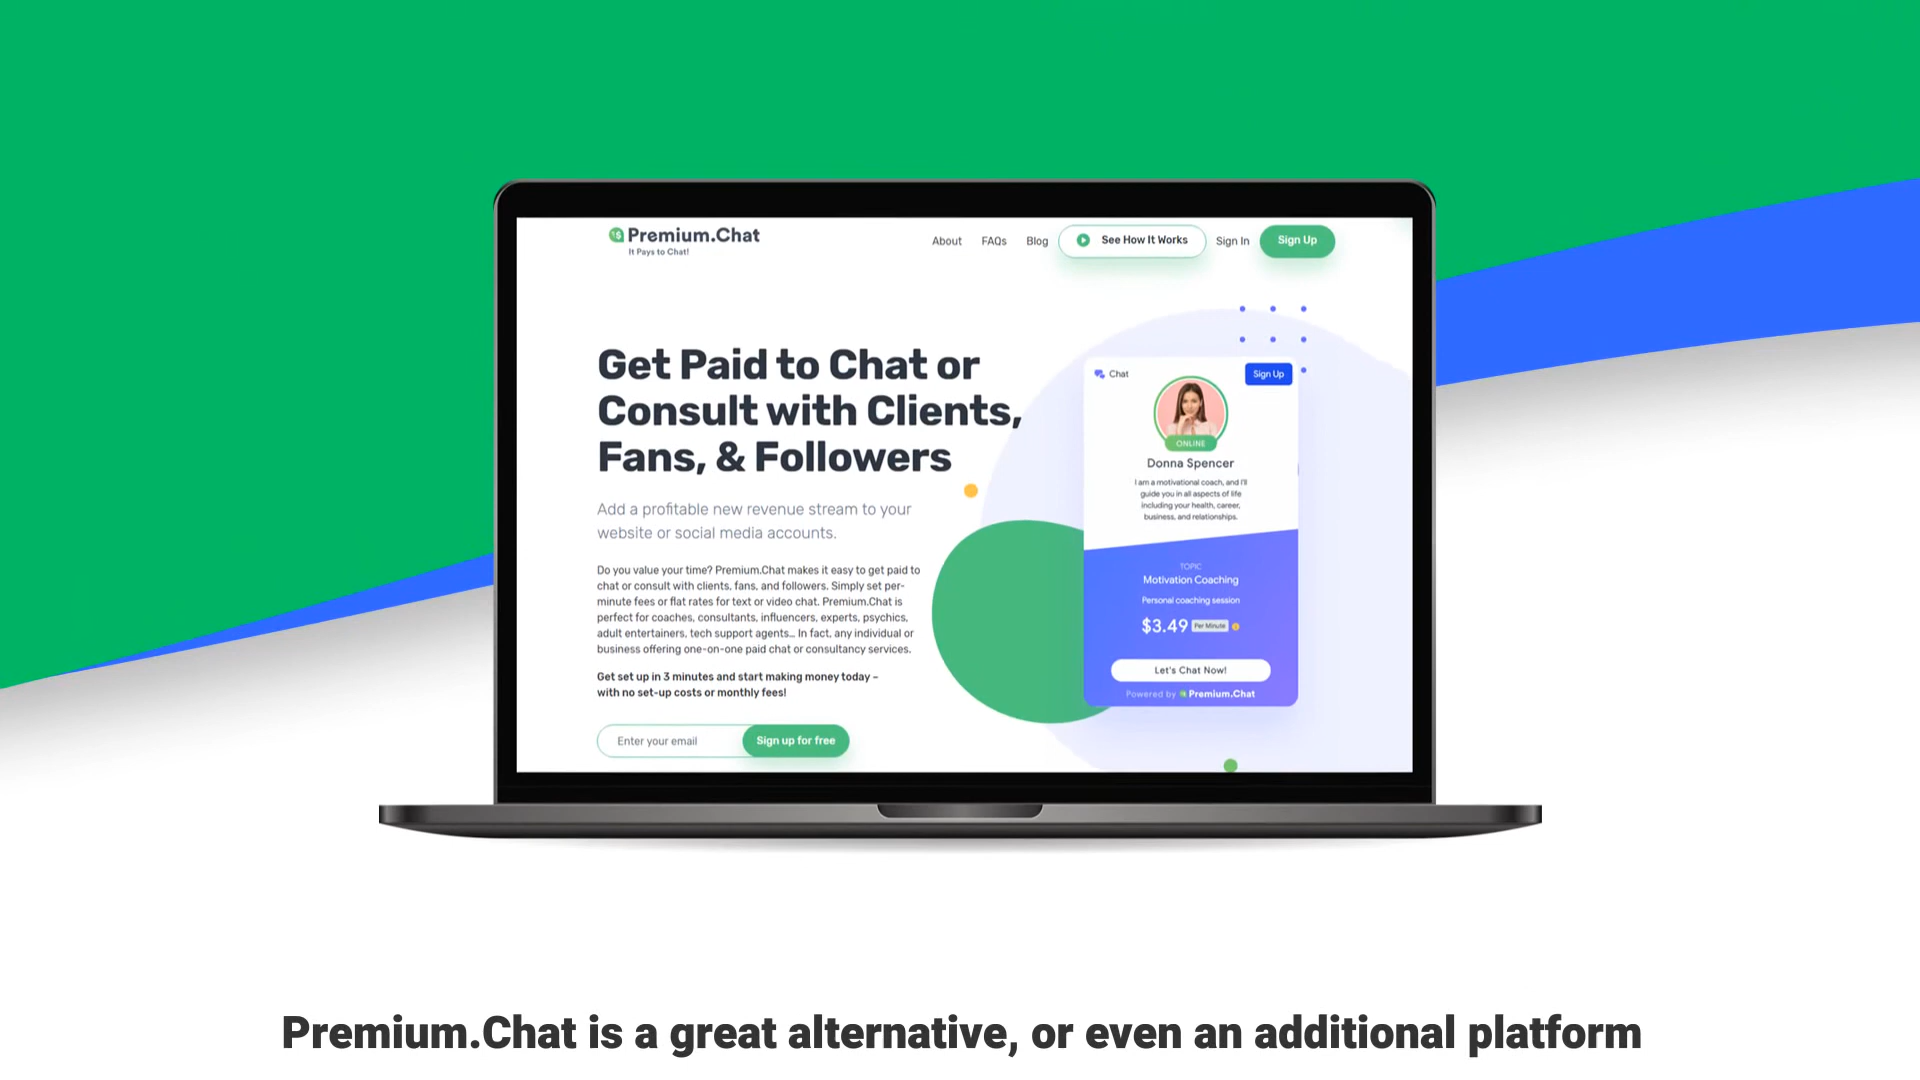 Premium.Chat
It Pays to Chat!
About FAQs Blog See How It Works Sign In Sign Up
Get Paid to Chat or
Consult with Clients,
Fans, & Followers
Add a profitable new revenue stream to your
website or social media accounts.
Do you value your time? Premium.Chat makes it easy to get paid to
chat or consult with clients, fans, and followers. Simply set per-
minute fees or flat rates for text or video chat. Premium.Chat is
perfect for coaches, consultants, influencers, experts, psychics,
adult entertainers, tech support agents... In fact, any individual or
business offering one-on-one paid chat or consultancy services.
Get set up in 3 minutes and start making money today –
with no set-up costs or monthly fees!
Enter your email Sign up for free
Chat Sign Up
ONLINE
Donna Spencer
I am a motivational coach, and I'll
guide you in all aspects of life
including your health, career,
business, and relationships.
TOPIC
Motivation Coaching
Personal coaching session
$3.49 Per Minute
Let's Chat Now!
Powered by Premium.Chat
Premium.Chat is a great alternative, or even an additional platform